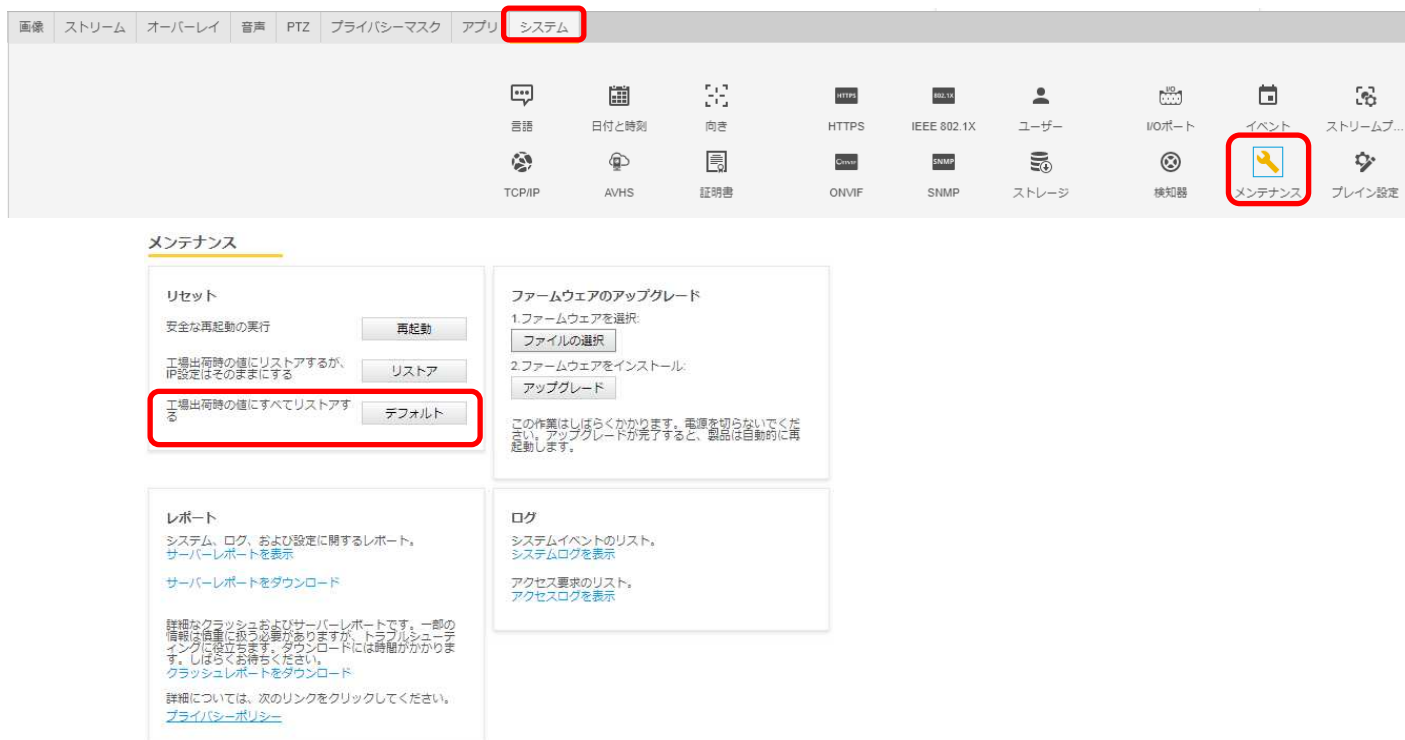 画像 ストリーム オーバーレイ 音声 PTZ プライバシーマスク アプリ システム
言語 日付と時刻 向き HTTPS IEEE 802.1X ユーザー I/Oポート イベント ストリームプ...
TCP/IP AVHS 証明書 ONVIF SNMP ストレージ 検知器 メンテナンス プレイン設定
メンテナンス
リセット
安全な再起動の実行 再起動
工場出荷時の値にリストアするが、
IP設定はそのままにする
リストア
工場出荷時の値にすべてリストアす
る
デフォルト
ファームウェアのアップグレード
1.ファームウェアを選択:
ファイルの選択
2.ファームウェアをインストール:
アップグレード
この作業はしばらくかかります。電源を切らないでくだ
さい。アップグレードが完了すると、製品は自動的に再
起動します。
レポート
システム、ログ、および設定に関するレポート。
サーバーレポートを表示
サーバーレポートをダウンロード
詳細なクラッシュおよびサーバーレポートです。一部の
情報は慎重に扱う必要がありますが、トラブルシューテ
ィングに役立ちます。ダウンロードには時間がかかりま
す。しばらくお待ちください。
クラッシュレポートをダウンロード
詳細については、次のリンクをクリックしてください。
プライバシーポリシー
ログ
システムイベントのリスト。
システムログを表示
アクセス要求のリスト。
アクセスログを表示